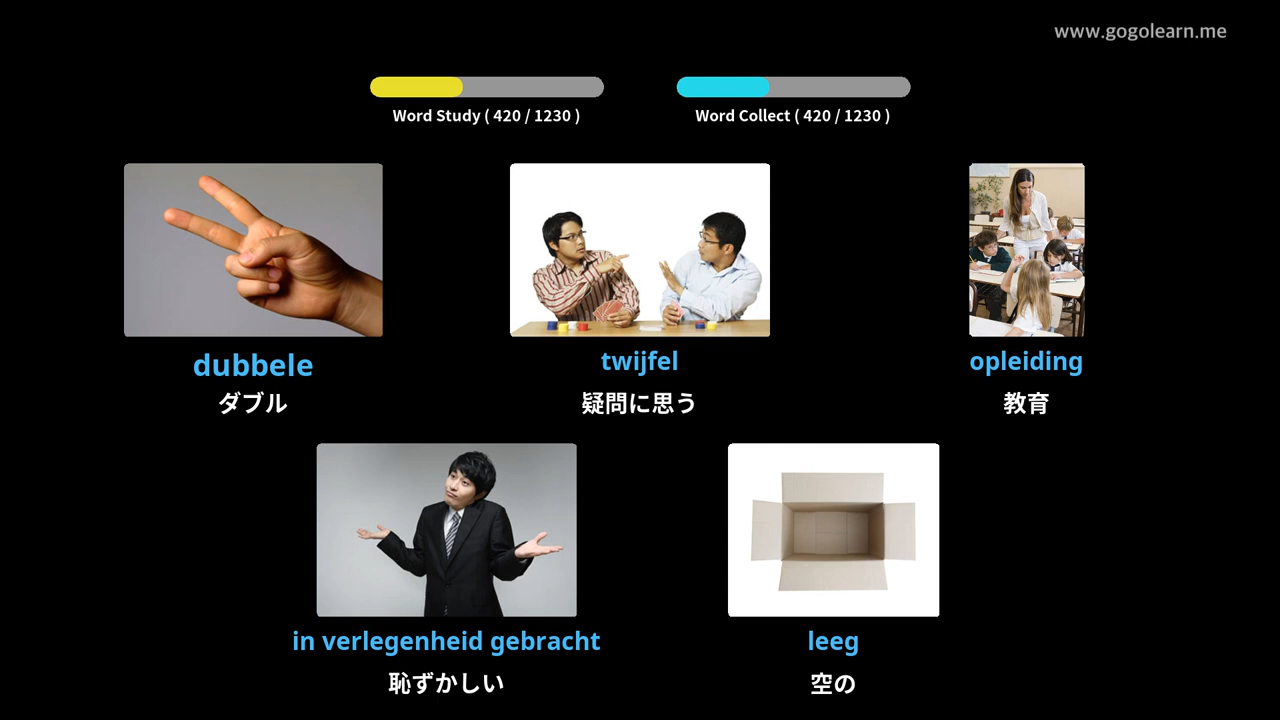 www.gogolearn.me
Word Study ( 420 / 1230 )
Word Collect ( 420 / 1230 )
dubbele
ダブル
twijfel
疑問に思う
opleiding
教育
in verlegenheid gebracht
恥ずかしい
leeg
空の